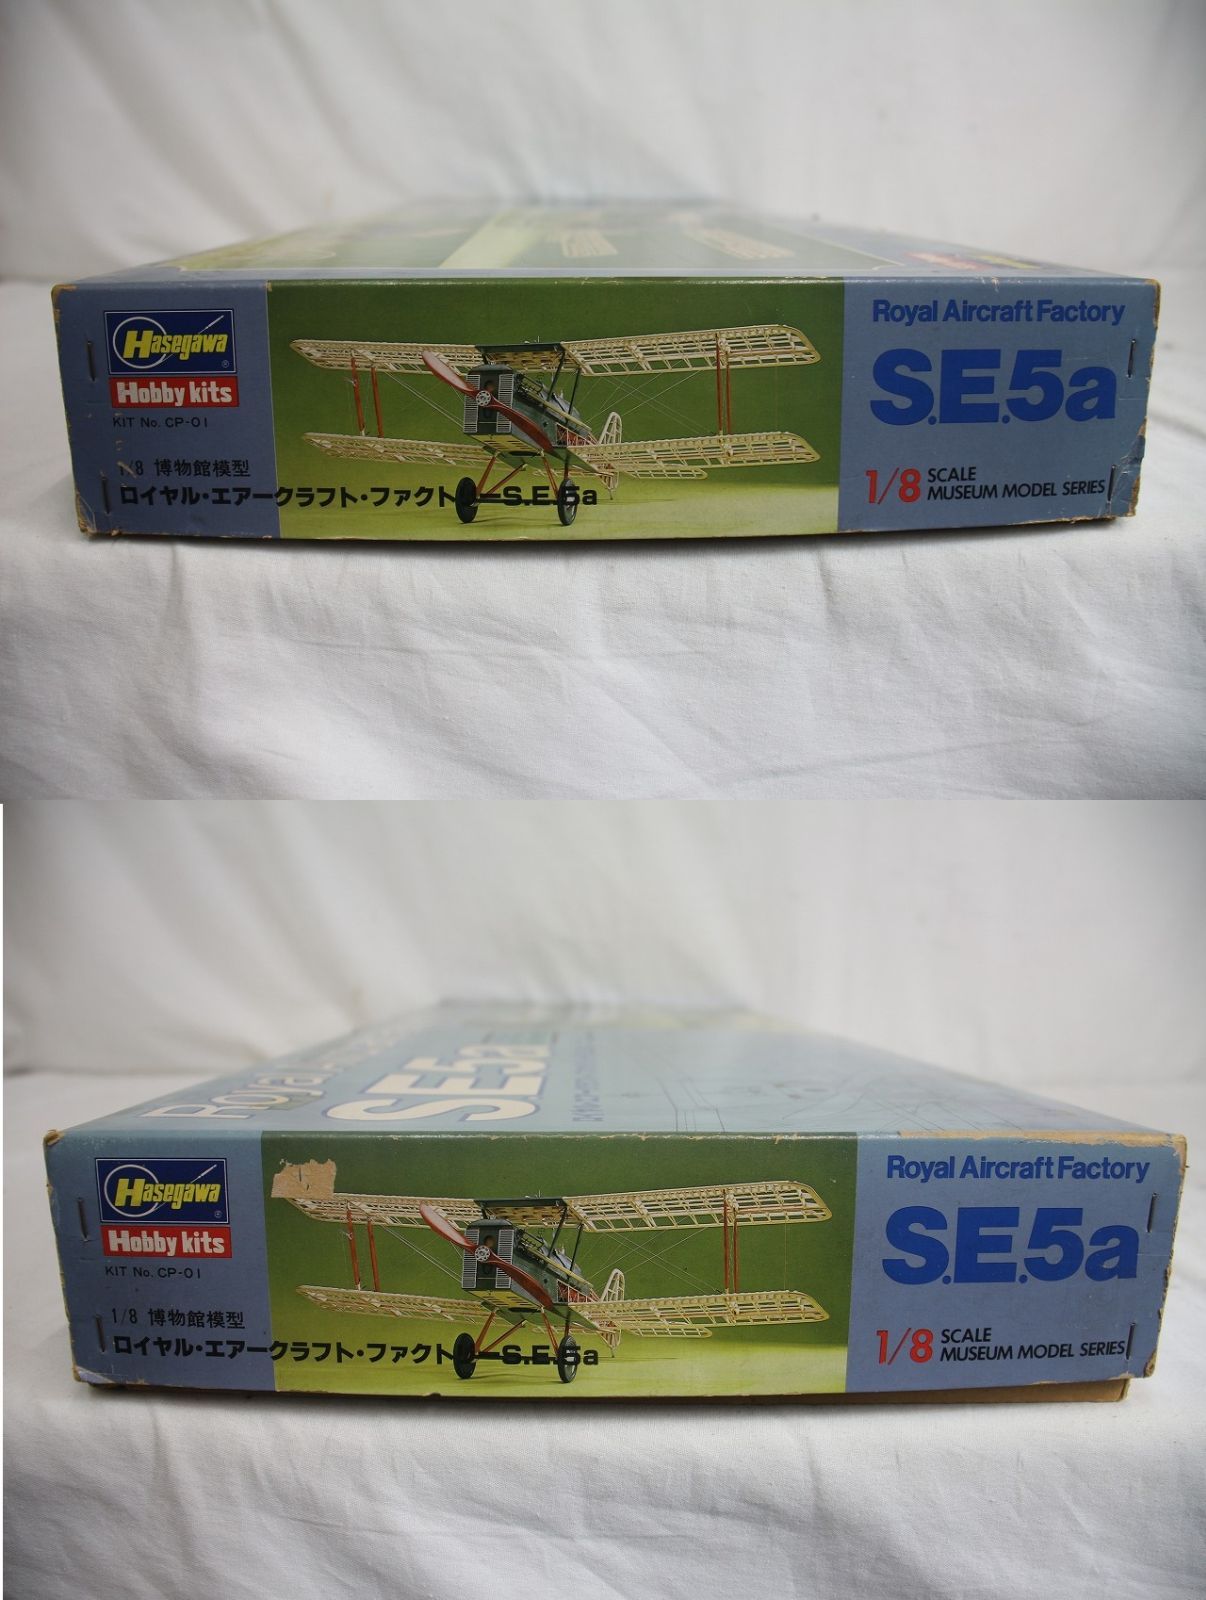 Hasegawa
Hobby kits
KIT No. CP-01
1/8 博物館模型
ロイヤル・エアークラフト・ファクトリーS.E.5a
Royal Aircraft Factory
S.E.5a
1/8 SCALE
MUSEUM MODEL SERIES
Royal
S.E.5a
Hasegawa
Hobby kits
KIT No. CP-01
1/8 博物館模型
ロイヤル・エアークラフト・ファクトリーS.E.5a
Royal Aircraft Factory
S.E.5a
1/8 SCALE
MUSEUM MODEL SERIES